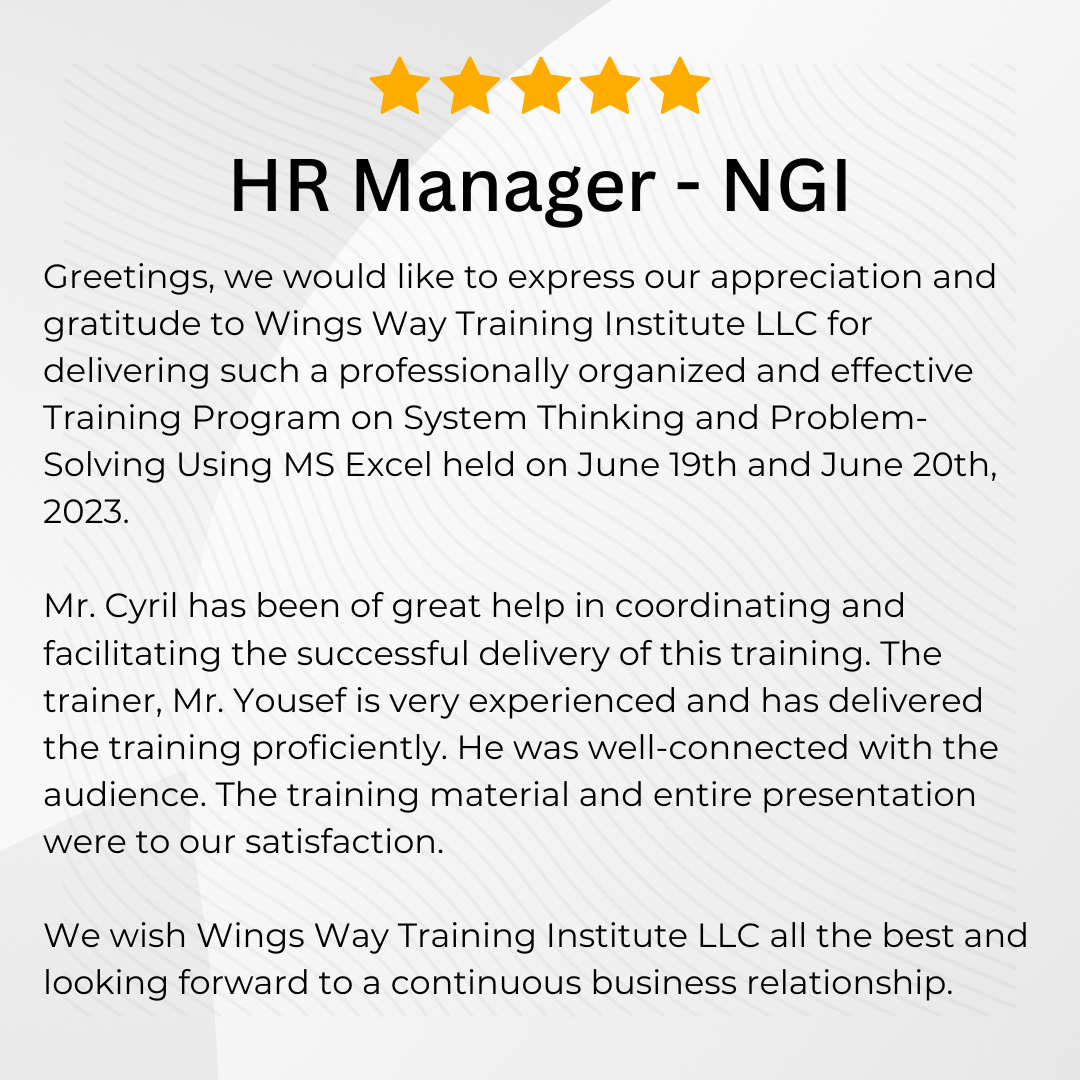 HR Manager - NGI
Greetings, we would like to express our appreciation and
gratitude to Wings Way Training Institute LLC for
delivering such a professionally organized and effective
Training Program on System Thinking and Problem-
Solving Using MS Excel held on June 19th and June 20th,
2023.
Mr. Cyril has been of great help in coordinating and
facilitating the successful delivery of this training. The
trainer, Mr. Yousef is very experienced and has delivered
the training proficiently. He was well-connected with the
audience. The training material and entire presentation
were to our satisfaction.
We wish Wings Way Training Institute LLC all the best and
looking forward to a continuous business relationship.